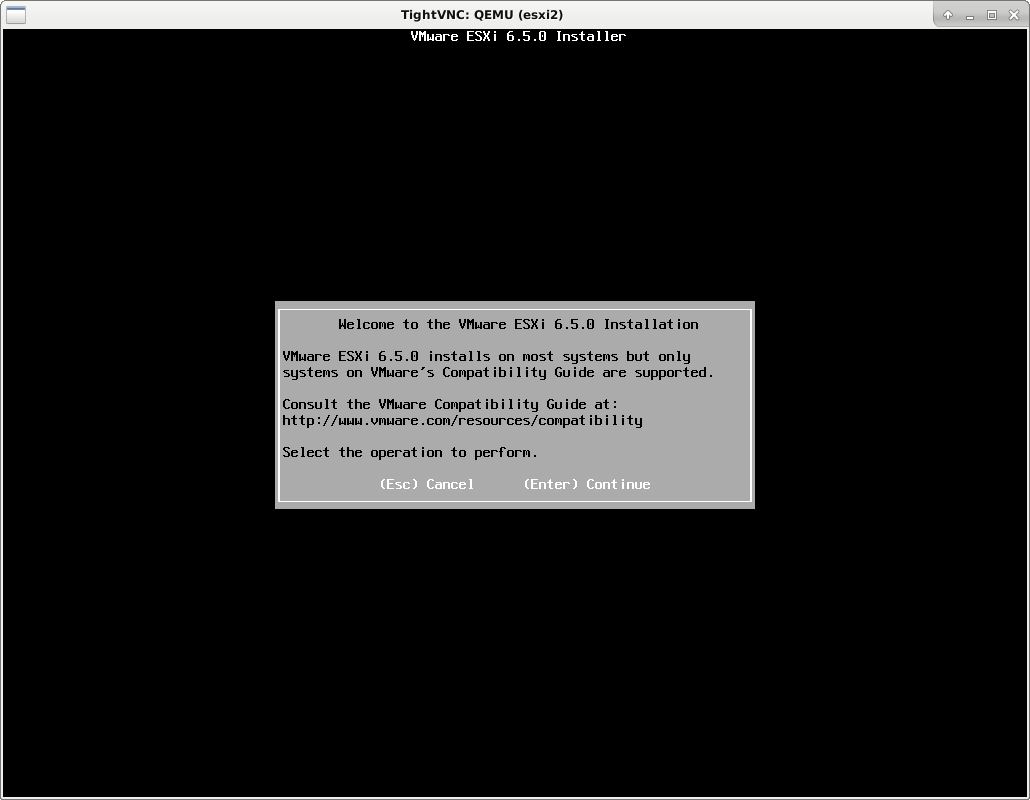 TightVNC: QEMU (esxi2)
VMware ESXi 6.5.0 Installer
Welcome to the VMware ESXi 6.5.0 Installation
VMware ESXi 6.5.0 installs on most systems but only
systems on VMware's Compatibility Guide are supported.
Consult the VMware Compatibility Guide at:
http://www.vmware.com/resources/compatibility
Select the operation to perform.
(Esc) Cancel (Enter) Continue